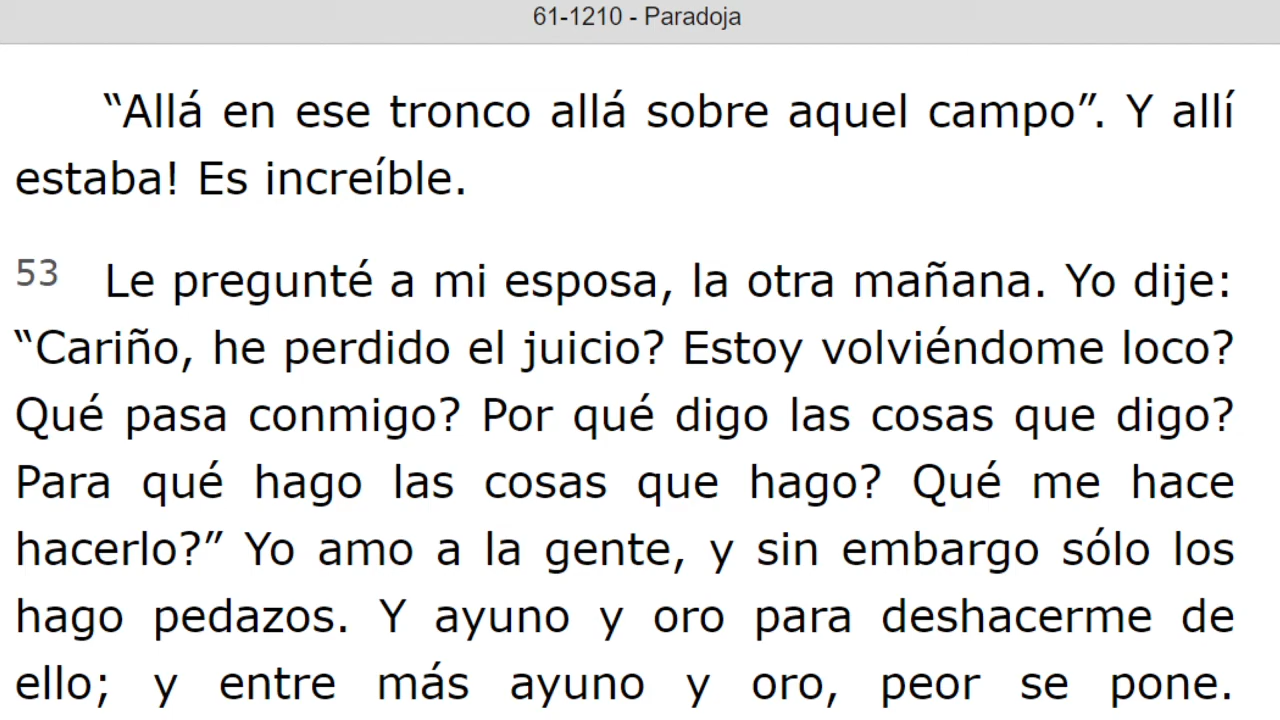 61-1210 - Paradoja
“Allá en ese tronco allá sobre aquel campo”. Y allí
estaba! Es increíble.
53 Le pregunté a mi esposa, la otra mañana. Yo dije:
“Cariño, he perdido el juicio? Estoy volviéndome loco?
Qué pasa conmigo? Por qué digo las cosas que digo?
Para qué hago las cosas que hago? Qué me hace
hacerlo?” Yo amo a la gente, y sin embargo sólo los
hago pedazos. Y ayuno y oro para deshacerme de
ello; y entre más ayuno y oro, peor se pone.